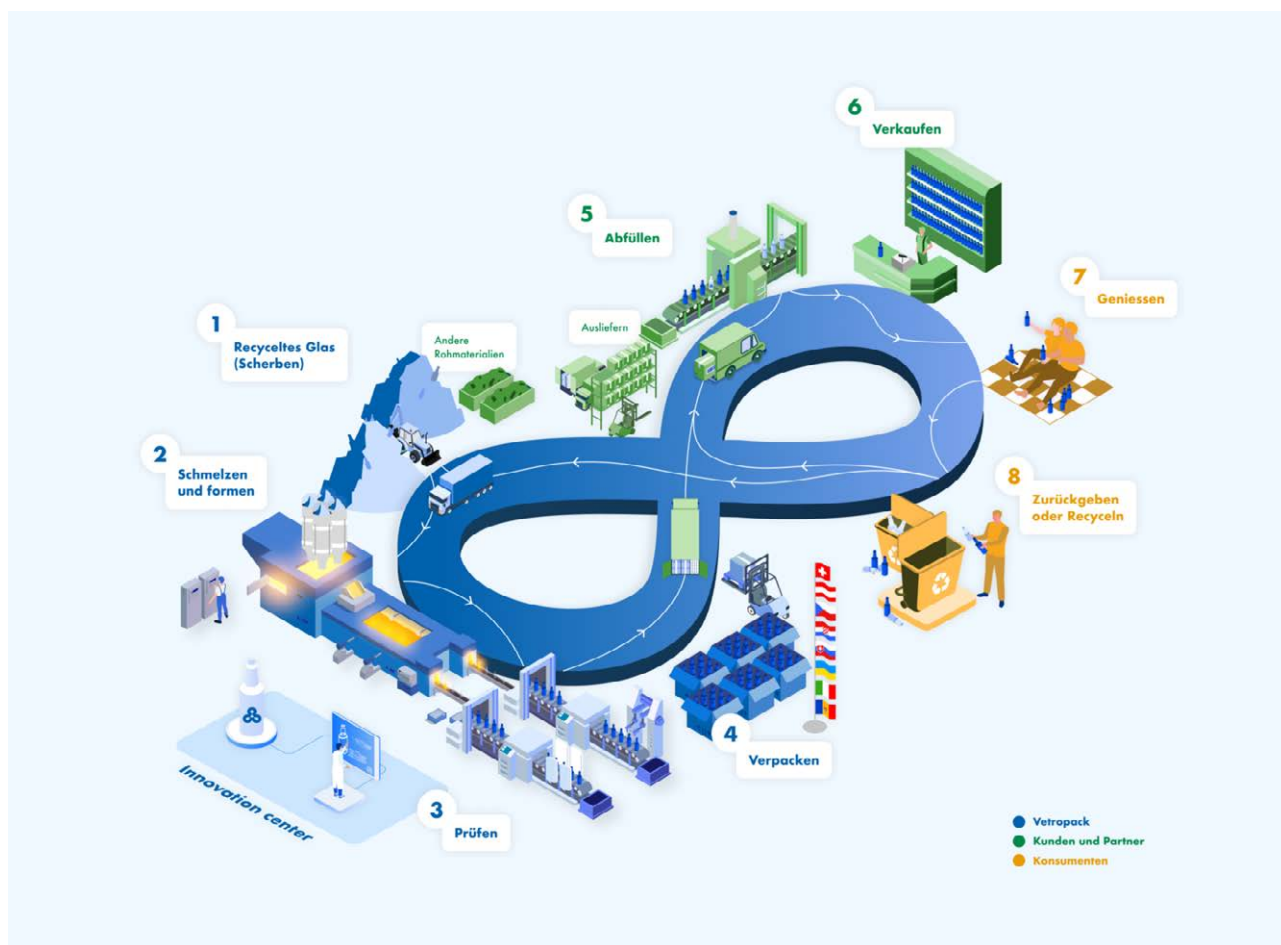 6
Verkaufen
5
Abfüllen
7
Geniessen
1
Recyceltes Glas
(Scherben)
Andere
Rohmaterialien
Ausliefern
2
Schmelzen
und formen
8
Zurückgeben
oder Recyceln
4
Verpacken
Innovation center
3
Prüfen
Vetropack
Kunden und Partner
Konsumenten